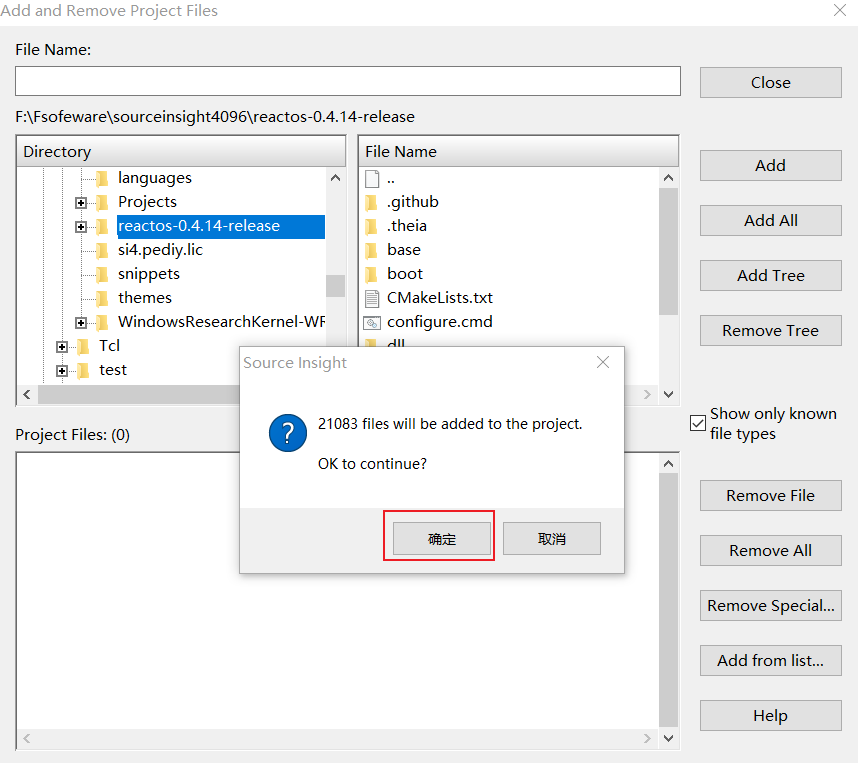 Add and Remove Project Files
File Name:
Close
F:\Fsofeware\sourceinsight4096\reactos-0.4.14-release
Directory
File Name
languages
Projects
reactos-0.4.14-release
si4.pediy.lic
snippets
themes
WindowsResearchKernel-WR
Tcl
test
..
.github
.theia
base
boot
CMakeLists.txt
configure.cmd
dll
Add
Add All
Add Tree
Remove Tree
Show only known
file types
Source Insight
21083 files will be added to the project.
OK to continue?
确定
取消
Project Files: (0)
Remove File
Remove All
Remove Special...
Add from list...
Help